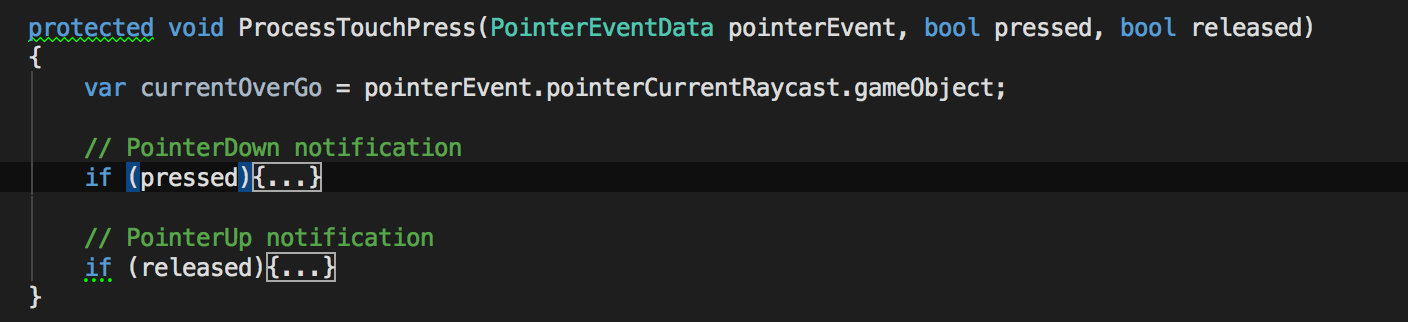 protected void ProcessTouchPress(PointerEventData pointerEvent, bool pressed, bool released)
{
var currentOverGo = pointerEvent.pointerCurrentRaycast.gameObject;
// PointerDown notification
if (pressed){...}
// PointerUp notification
if (released){...}
}